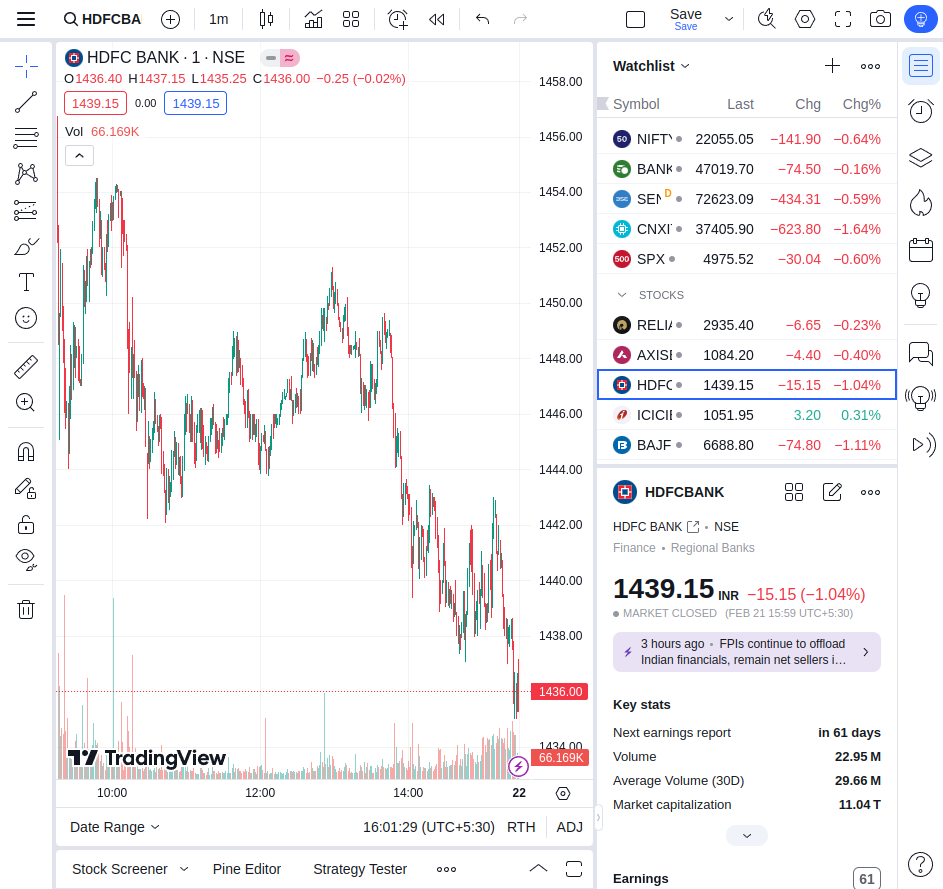 HDFCBA
1m
Save
Save
HDFC BANK · 1 · NSE
O1436.40 H1437.15 L1435.25 C1436.00 −0.25 (−0.02%)
1439.15 0.00 1439.15
Vol 66.169K
1458.00
1456.00
1454.00
1452.00
1450.00
1448.00
1446.00
1444.00
1442.00
1440.00
1438.00
1436.00
1434.00
66.169K
TradingView
10:00 12:00 14:00 22
Date Range
16:01:29 (UTC+5:30) RTH ADJ
Stock Screener Pine Editor Strategy Tester
Watchlist
Symbol Last Chg Chg%
50 NIFTY 22055.05 −141.90 −0.64%
BANK 47019.70 −74.50 −0.16%
SEN D 72623.09 −434.31 −0.59%
CNXI 37405.90 −623.80 −1.64%
500 SPX 4975.52 −30.04 −0.60%
STOCKS
RELIA 2935.40 −6.65 −0.23%
AXISE 1084.20 −4.40 −0.40%
HDFC 1439.15 −15.15 −1.04%
ICICIE 1051.95 3.20 0.31%
BAJF 6688.80 −74.80 −1.11%
HDFCBANK
HDFC BANK • NSE
Finance • Regional Banks
1439.15 INR −15.15 (−1.04%)
MARKET CLOSED (FEB 21 15:59 UTC+5:30)
3 hours ago • FPIs continue to offload
Indian financials, remain net sellers i...
Key stats
Next earnings report in 61 days
Volume 22.95 M
Average Volume (30D) 29.66 M
Market capitalization 11.04 T
Earnings 61